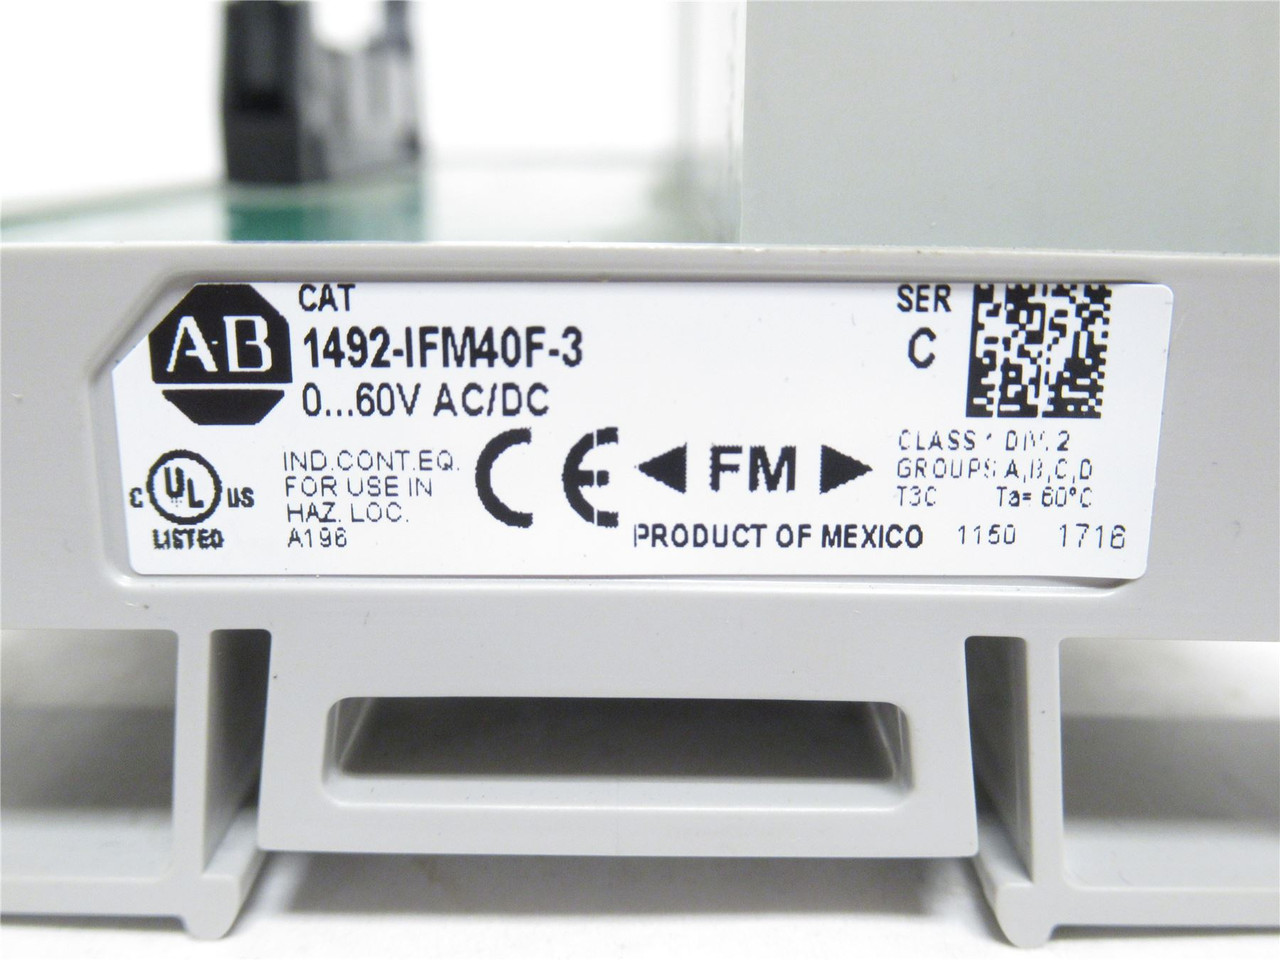 A-B
CAT
1492-IFM40F-3
0...60V AC/DC
SER
C
C UL US
LISTED
IND.CONT.EQ.
FOR USE IN
HAZ. LOC.
A196
CE
FM
CLASS 1 DIV. 2
GROUPS A,B,C,D
T3C Ta= 60°C
PRODUCT OF MEXICO 1150 1716